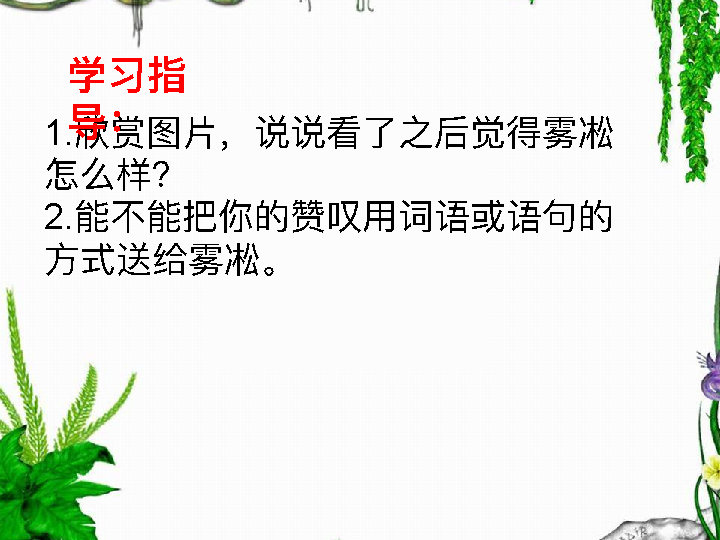 学习指
导：
1.欣赏图片，说说看了之后觉得雾凇
怎么样?
2.能不能把你的赞叹用词语或语句的
方式送给雾凇。